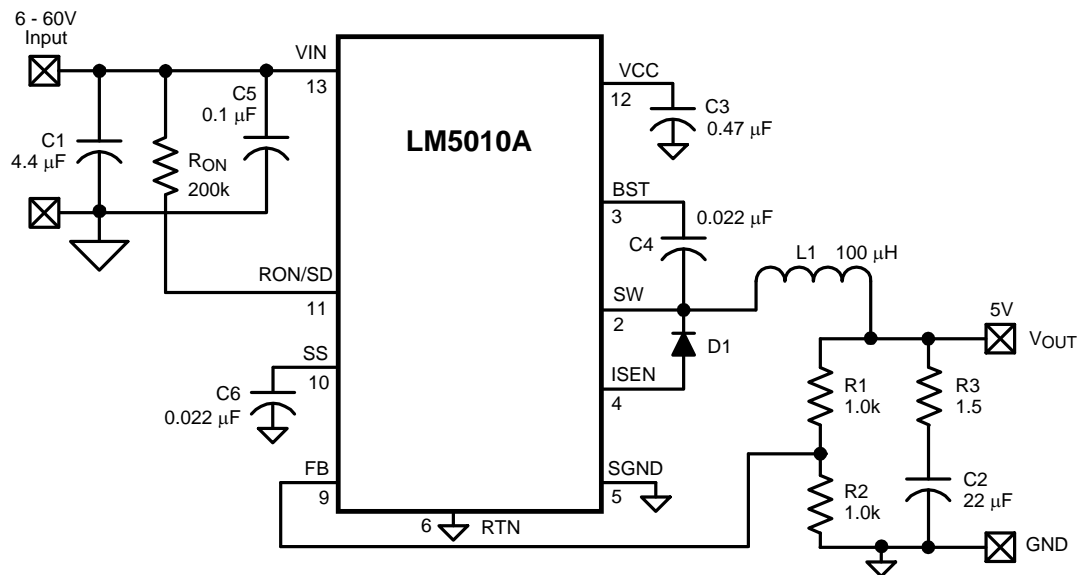 6 - 60V
Input
VIN
13
C5
0.1 μF
C1
4.4 μF
RON
200k
RON/SD
11
SS
10
C6
0.022 μF
FB
9
LM5010A
6
RTN
VCC
12
C3
0.47 μF
BST
3
0.022 μF
C4
L1 100 μH
SW
2
D1
ISEN
4
SGND
5
5V
VOUT
R1
1.0k
R3
1.5
R2
1.0k
C2
22 μF
GND